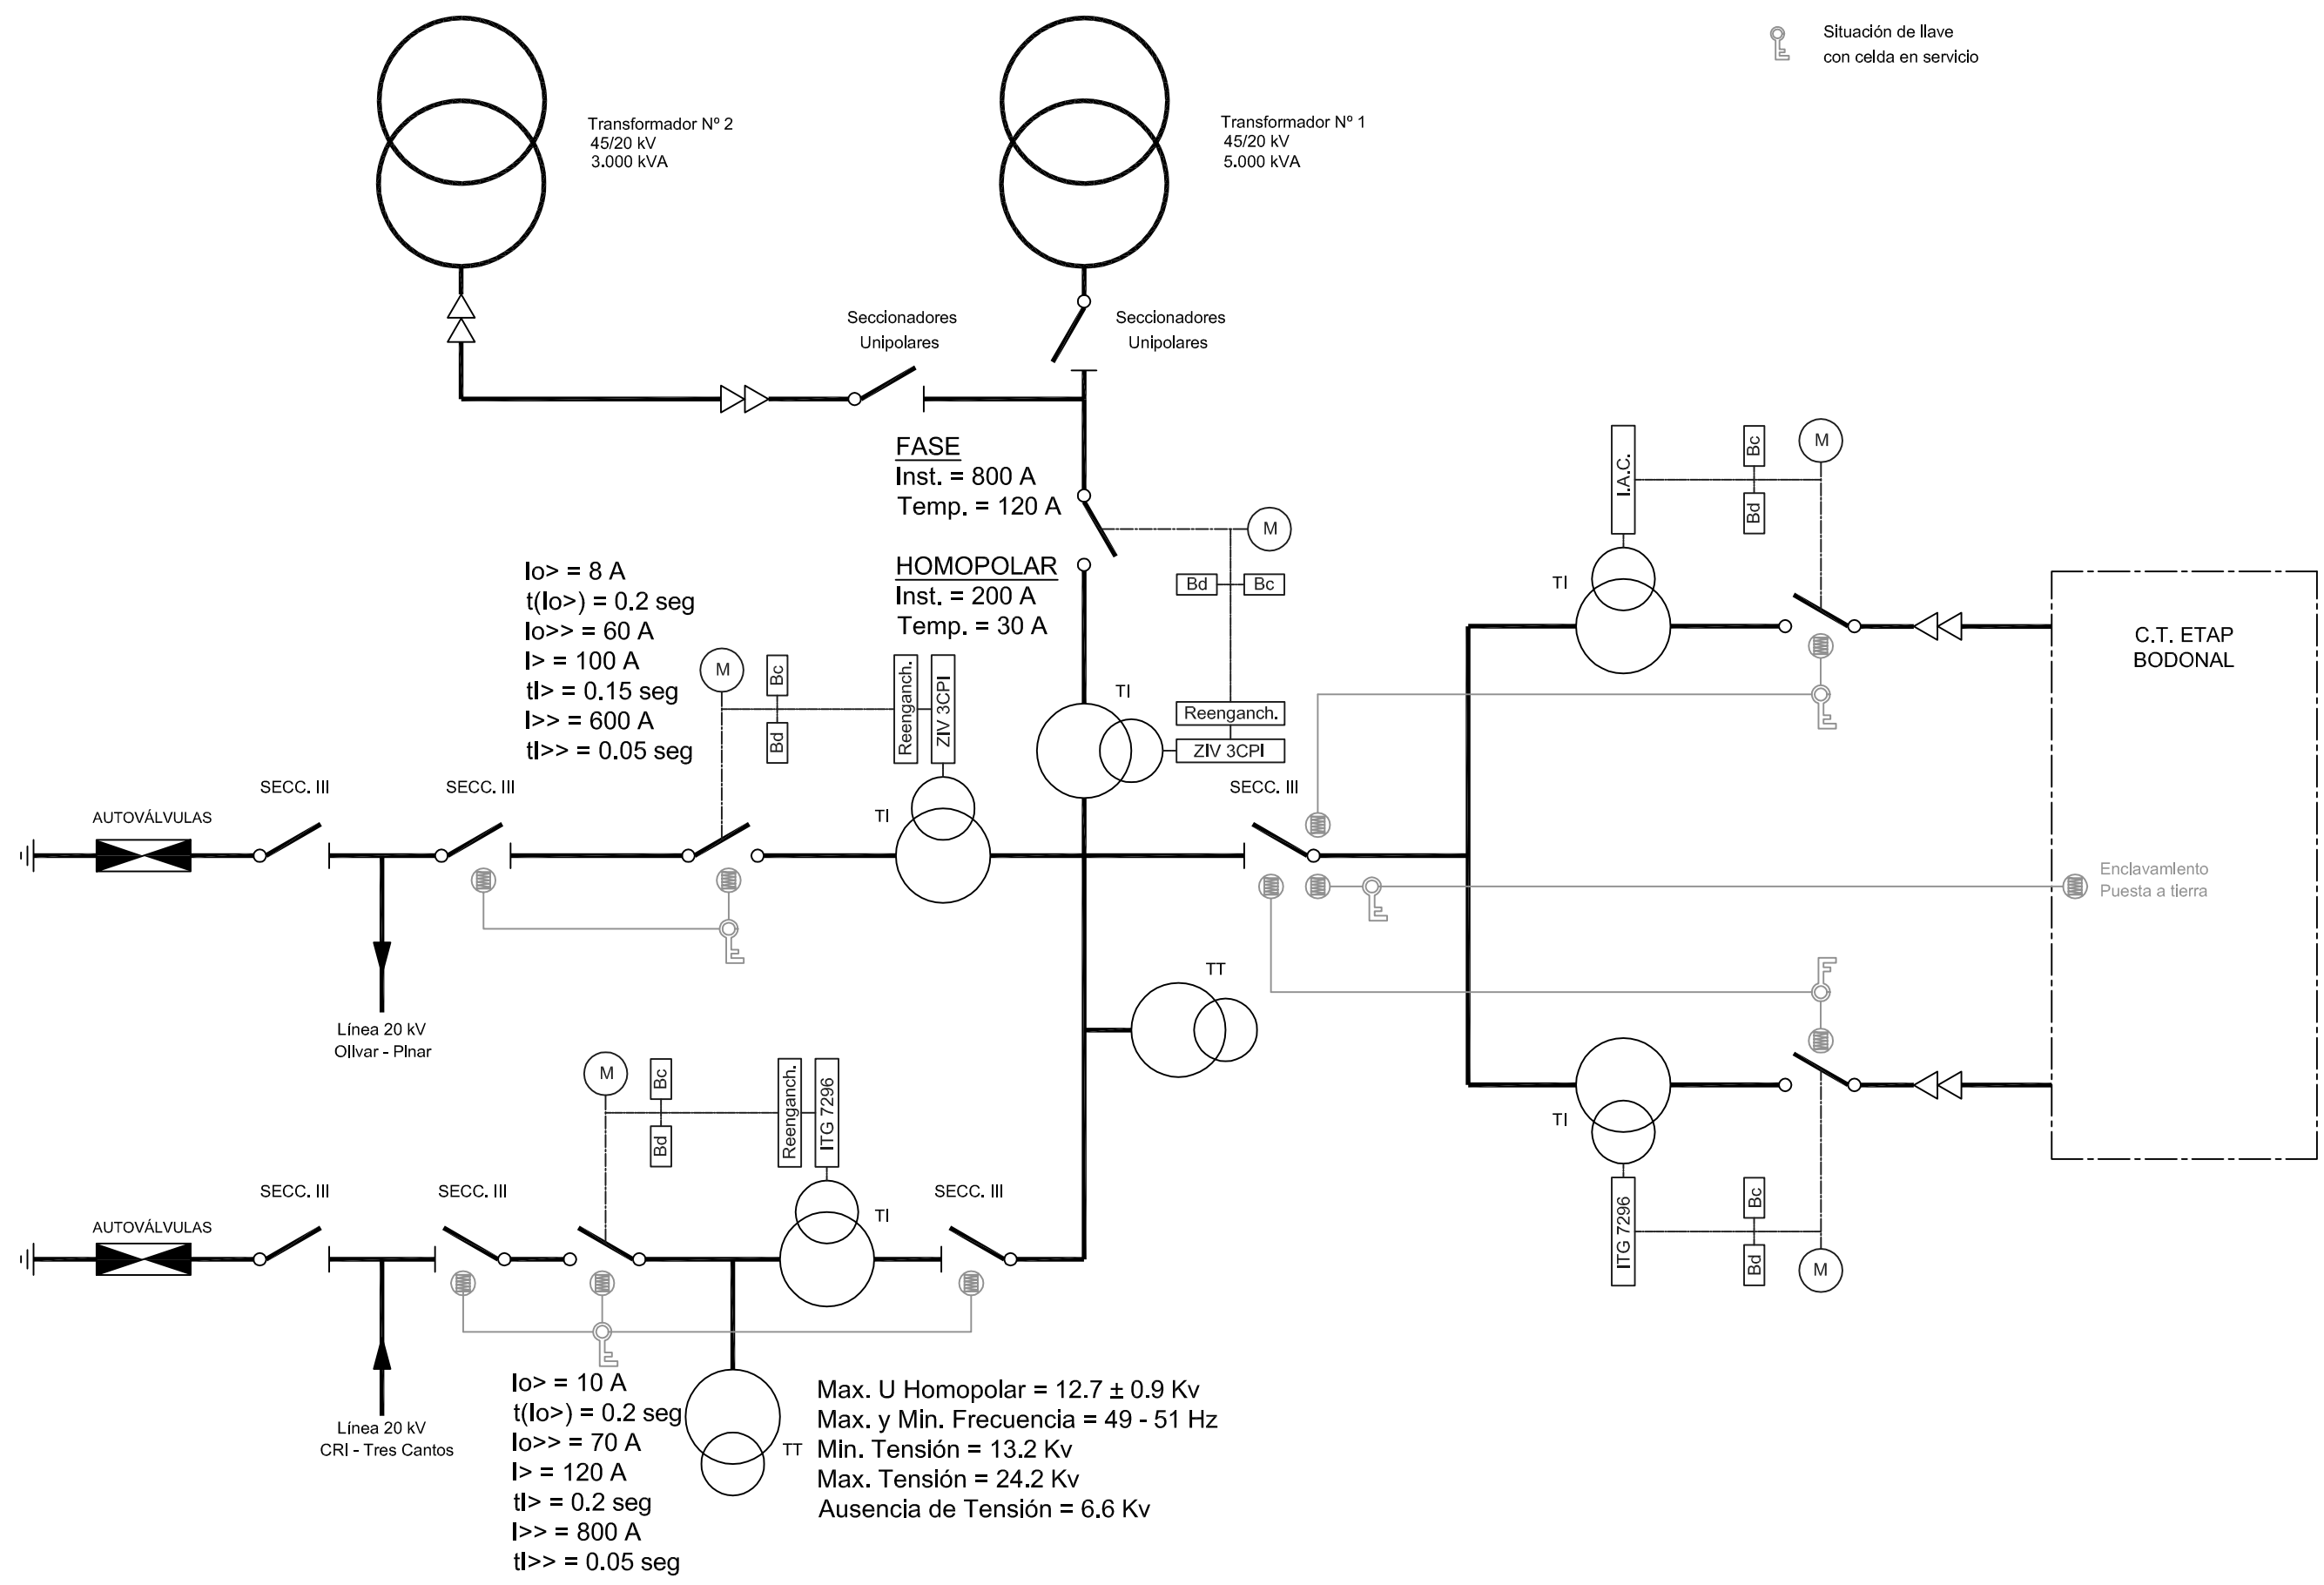 Situación de llave
con celda en servicio
Transformador Nº 2
45/20 kV
3.000 kVA
Transformador Nº 1
45/20 kV
5.000 kVA
Seccionadores
Unipolares
Seccionadores
Unipolares
FASE
Inst. = 800 A
Temp. = 120 A
HOMOPOLAR
Inst. = 200 A
Temp. = 30 A
M
Bd
Bc
TI
Reenganch.
ZIV 3CPI
Io> = 8 A
t(Io>) = 0.2 seg
Io>> = 60 A
I> = 100 A
tI> = 0.15 seg
I>> = 600 A
tI>> = 0.05 seg
M
Bc
Bd
Reenganch.
ZIV 3CPI
TI
SECC. III
SECC. III
AUTOVÁLVULAS
Línea 20 kV
Olivar - Pinar
SECC. III
I.A.C.
Bc
Bd
M
TI
C.T. ETAP
BODONAL
Enclavamiento
Puesta a tierra
TT
TI
ITG 7296
Bc
Bd
M
M
Bc
Bd
Reenganch.
ITG 7296
TI
SECC. III
SECC. III
SECC. III
AUTOVÁLVULAS
Línea 20 kV
CRI - Tres Cantos
Io> = 10 A
t(Io>) = 0.2 seg
Io>> = 70 A
I> = 120 A
tI> = 0.2 seg
I>> = 800 A
tI>> = 0.05 seg
TT
Max. U Homopolar = 12.7 ± 0.9 Kv
Max. y Min. Frecuencia = 49 - 51 Hz
Min. Tensión = 13.2 Kv
Max. Tensión = 24.2 Kv
Ausencia de Tensión = 6.6 Kv